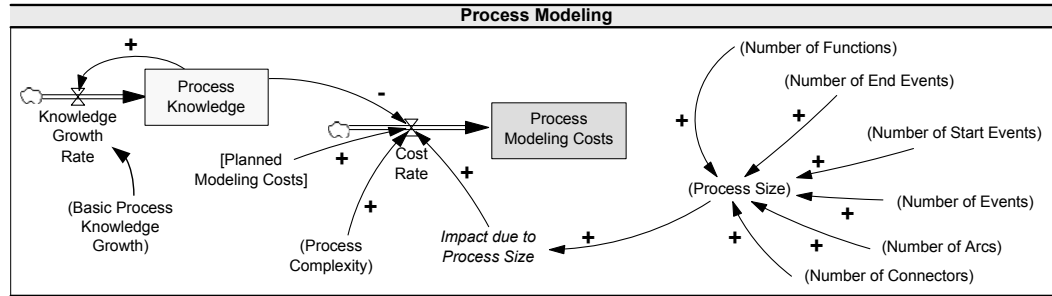 Process Modeling
+
Process
Knowledge
Knowledge
Growth
Rate
(Basic Process
Knowledge
Growth)
-
[Planned
Modeling Costs]
+
Cost
Rate
Process
Modeling Costs
+
(Process
Complexity)
+
Impact due to
Process Size
+
(Process Size)
(Number of Functions)
+
(Number of End Events)
+
(Number of Start Events)
+
(Number of Events)
+
(Number of Arcs)
+
(Number of Connectors)
+